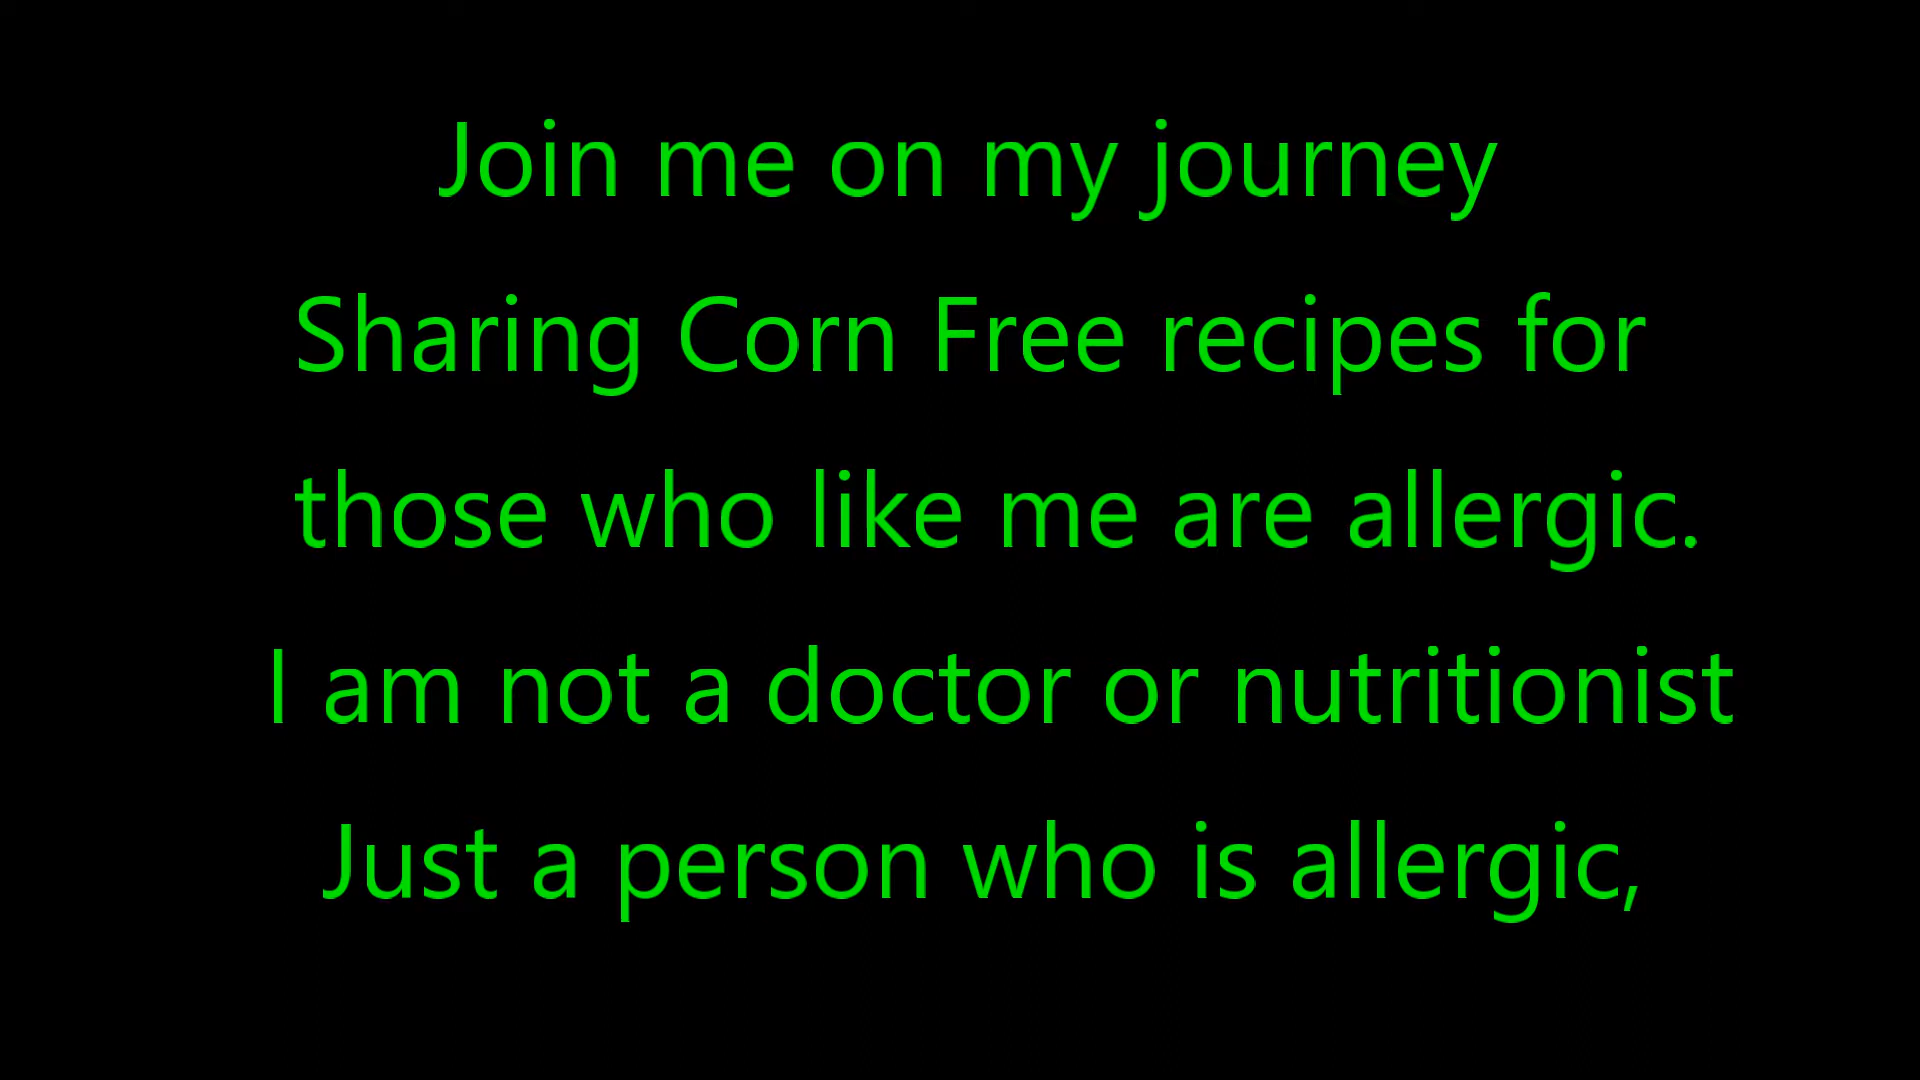 Join me on my journey
Sharing Corn Free recipes for
those who like me are allergic.
I am not a doctor or nutritionist
Just a person who is allergic,